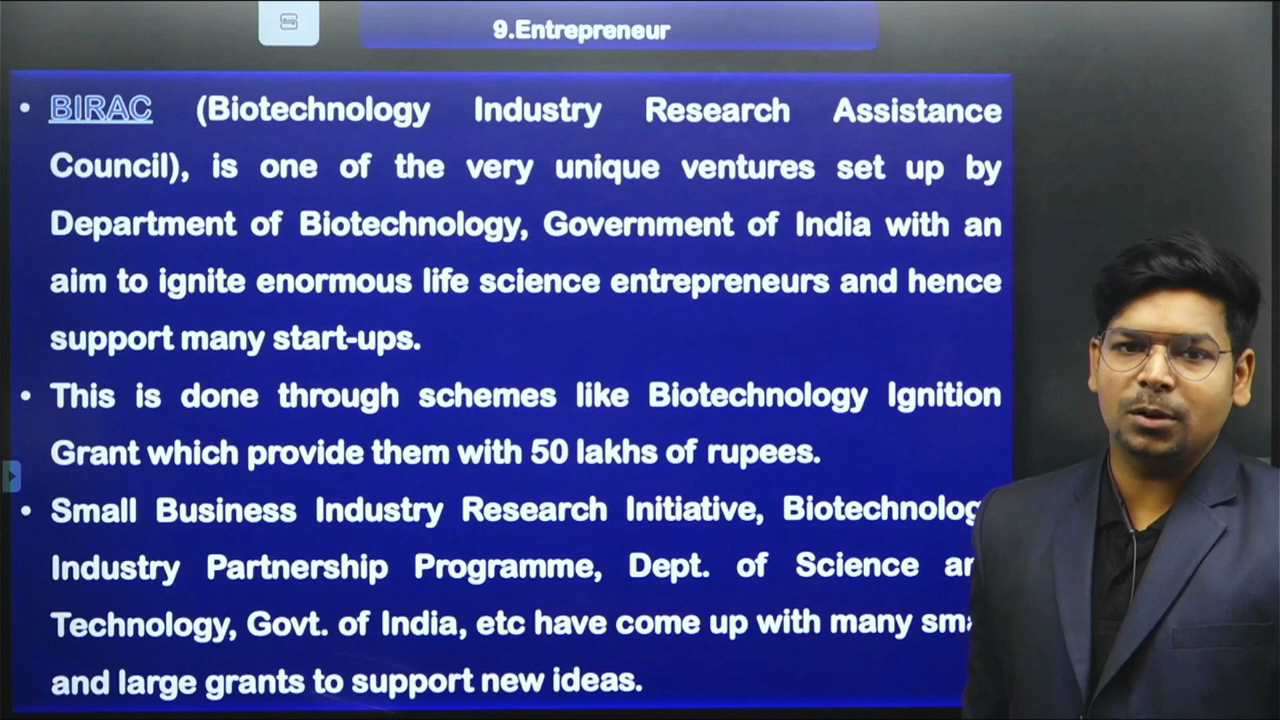 9.Entrepreneur
• BIRAC (Biotechnology Industry Research Assistance
Council), is one of the very unique ventures set up by
Department of Biotechnology, Government of India with an
aim to ignite enormous life science entrepreneurs and hence
support many start-ups.
• This is done through schemes like Biotechnology Ignition
Grant which provide them with 50 lakhs of rupees.
• Small Business Industry Research Initiative, Biotechnolog
Industry Partnership Programme, Dept. of Science an
Technology, Govt. of India, etc have come up with many sma
and large grants to support new ideas.